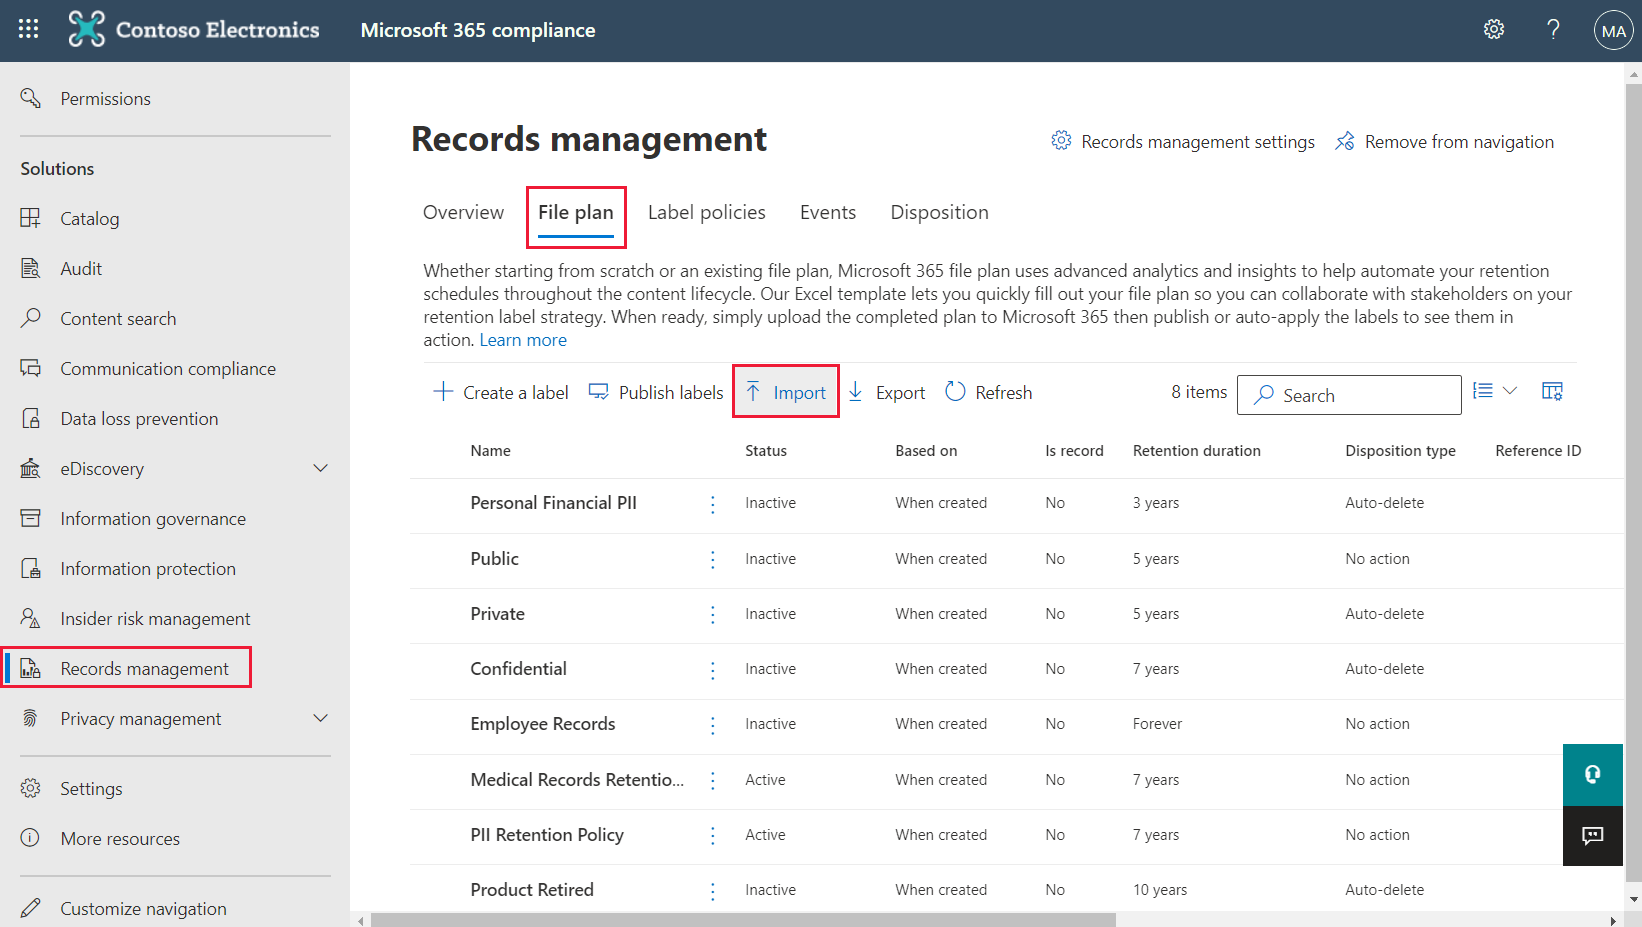 Contoso Electronics
Microsoft 365 compliance
?
MA
Permissions
Solutions
Catalog
Audit
Content search
Communication compliance
Data loss prevention
eDiscovery
Information governance
Information protection
Insider risk management
Records management
Privacy management
Settings
More resources
Customize navigation
Records management
Records management settings
Remove from navigation
Overview File plan Label policies Events Disposition
Whether starting from scratch or an existing file plan, Microsoft 365 file plan uses advanced analytics and insights to help automate your retention
schedules throughout the content lifecycle. Our Excel template lets you quickly fill out your file plan so you can collaborate with stakeholders on your
retention label strategy. When ready, simply upload the completed plan to Microsoft 365 then publish or auto-apply the labels to see them in
action. Learn more
Create a label Publish labels Import Export Refresh 8 items Search
Name Status Based on Is record Retention duration Disposition type Reference ID
Personal Financial PII Inactive When created No 3 years Auto-delete
Public Inactive When created No 5 years No action
Private Inactive When created No 5 years Auto-delete
Confidential Inactive When created No 7 years Auto-delete
Employee Records Inactive When created No Forever No action
Medical Records Retentio... Active When created No 7 years No action
PII Retention Policy Active When created No 7 years No action
Product Retired Inactive When created No 10 years Auto-delete